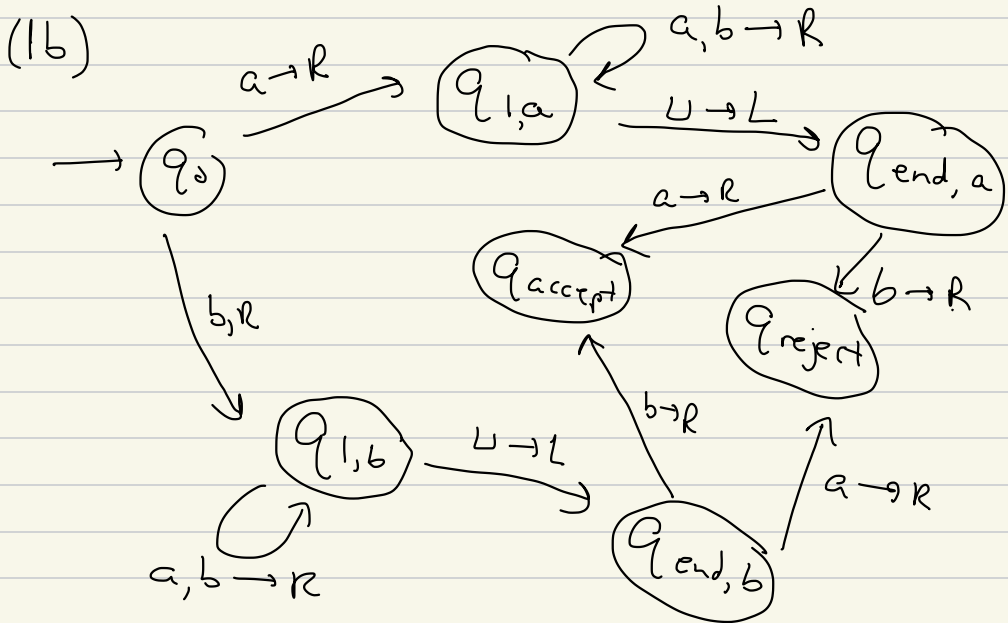 (1b)
a, b → R
a → R
q1,a
⊔ → L
q0
qend, a
a → R
qaccept
b → R
b, R
qreject
b → R
q1,b
⊔ → L
a → R
qend, b
a, b → R